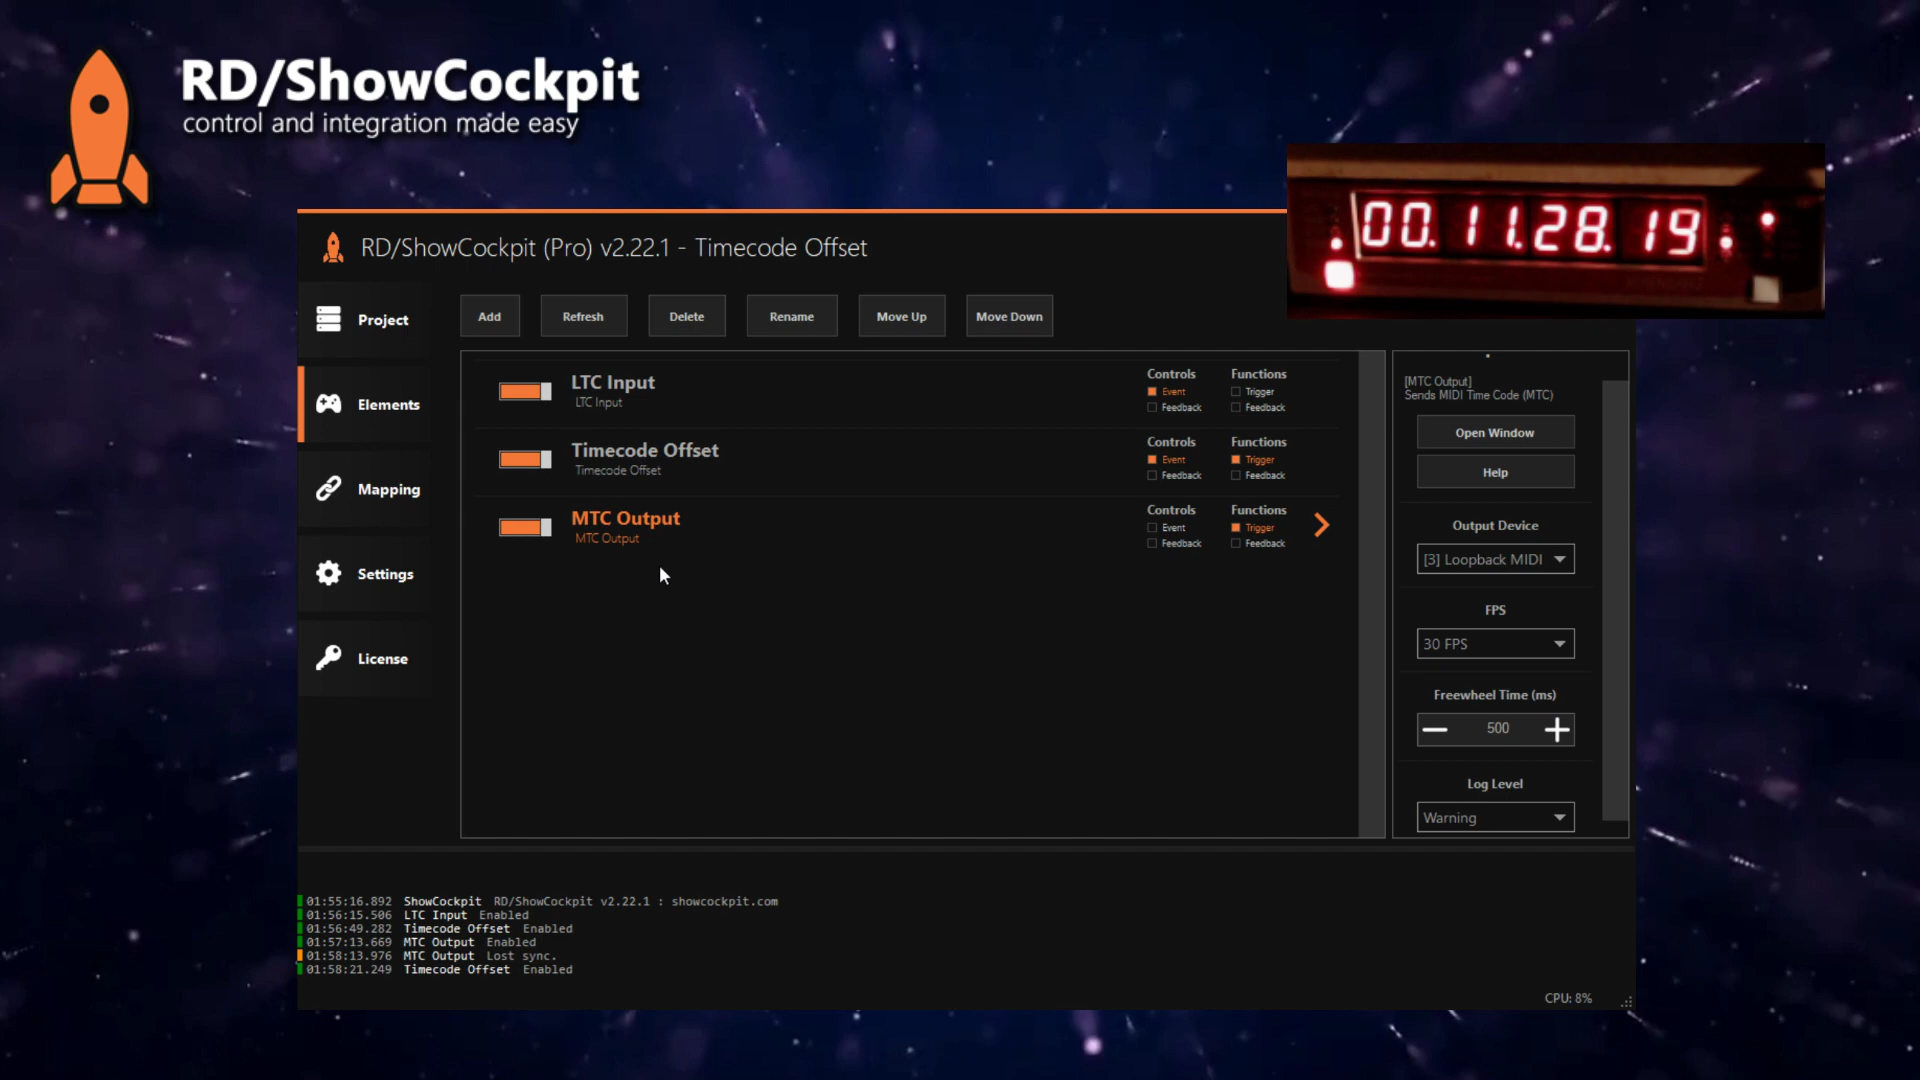 RD/ShowCockpit
control and integration made easy
00.11.28.19
RD/ShowCockpit (Pro) v2.22.1 - Timecode Offset
Project
Elements
Mapping
Settings
License
Add
Refresh
Delete
Rename
Move Up
Move Down
LTC Input
LTC Input
Controls
Event
Feedback
Functions
Trigger
Feedback
Timecode Offset
Timecode Offset
Controls
Event
Feedback
Functions
Trigger
Feedback
MTC Output
MTC Output
Controls
Event
Feedback
Functions
Trigger
Feedback
[MTC Output]
Sends MIDI Time Code (MTC)
Open Window
Help
Output Device
[3] Loopback MIDI
FPS
30 FPS
Freewheel Time (ms)
500
Log Level
Warning
01:55:16.892 ShowCockpit RD/ShowCockpit v2.22.1 : showcockpit.com
01:56:15.506 LTC Input Enabled
01:56:49.282 Timecode Offset Enabled
01:57:13.669 MTC Output Enabled
01:58:13.976 MTC Output Lost sync.
01:58:21.249 Timecode Offset Enabled
CPU: 8%